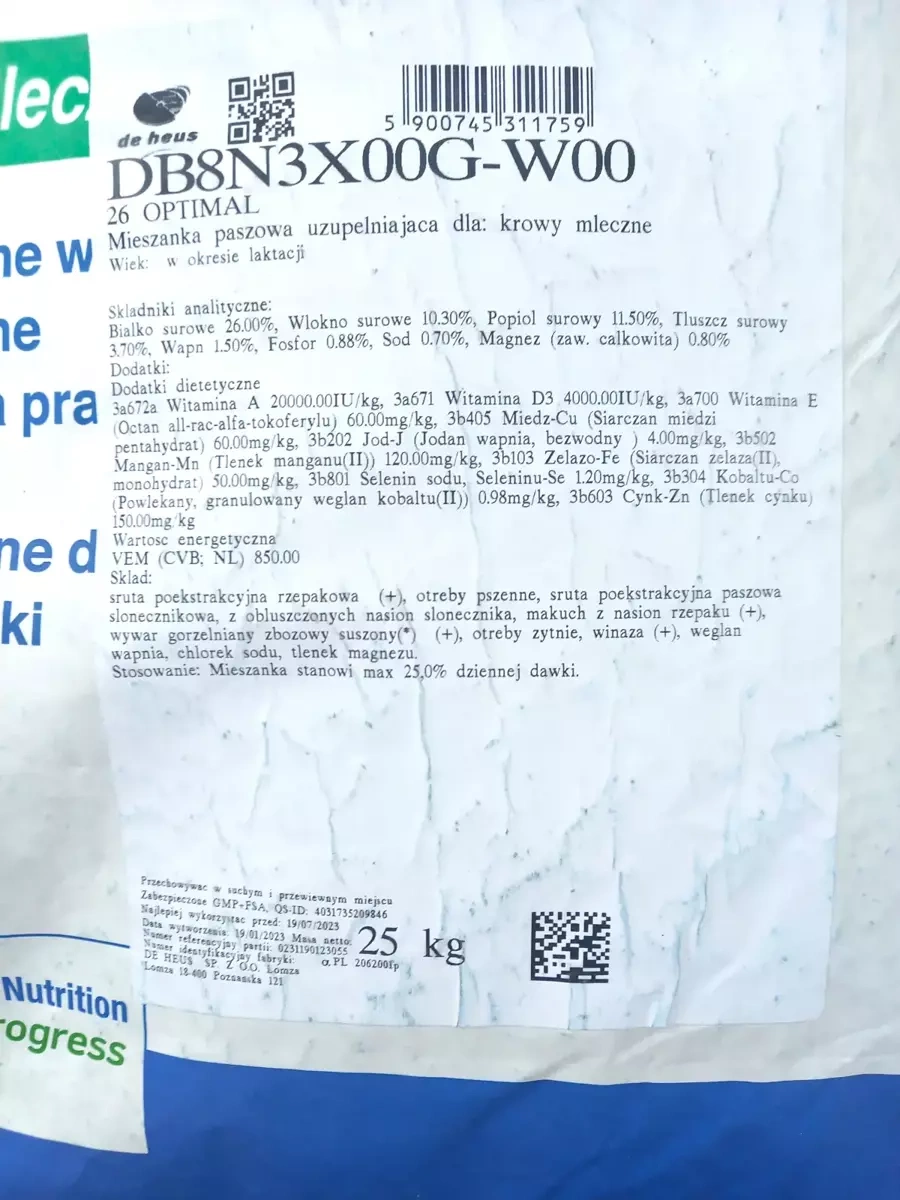 lec
ne w
ne
a pra
ne d
ki
Nutrition
rogress
de heus
5 900745 311759
DB8N3X00G-W00
26 OPTIMAL
Mieszanka paszowa uzupelniajaca dla: krowy mleczne
Wiek: w okresie laktacji
Skladniki analityczne:
Bialko surowe 26.00%, Wlokno surowe 10.30%, Popiol surowy 11.50%, Tluszcz surowy
3.70%, Wapn 1.50%, Fosfor 0.88%, Sod 0.70%, Magnez (zaw. calkowita) 0.80%
Dodatki:
Dodatki dietetyczne
3a672a Witamina A 20000.00IU/kg, 3a671 Witamina D3 4000.00IU/kg, 3a700 Witamina E
(Octan all-rac-alfa-tokoferylu) 60.00mg/kg, 3b405 Miedz-Cu (Siarczan miedzi
pentahydrat) 60.00mg/kg, 3b202 Jod-J (Jodan wapnia, bezwodny ) 4.00mg/kg, 3b502
Mangan-Mn (Tlenek manganu(II)) 120.00mg/kg, 3b103 Zelazo-Fe (Siarczan zelaza(II),
monohydrat) 50.00mg/kg, 3b801 Selenin sodu, Seleninu-Se 1.20mg/kg, 3b304 Kobaltu-Co
(Powlekany, granulowany weglan kobaltu(II)) 0.98mg/kg, 3b603 Cynk-Zn (Tlenek cynku)
150.00mg/kg
Wartosc energetyczna
VEM (CVB; NL) 850.00
Sklad:
sruta poekstrakcyjna rzepakowa (+), otreby pszenne, sruta poekstrakcyjna paszowa
slonecznikowa, z obluszczonych nasion slonecznika, makuch z nasion rzepaku (+),
wywar gorzelniany zbozowy suszony(*) (+), otreby zytnie, winaza (+), weglan
wapnia, chlorek sodu, tlenek magnezu.
Stosowanie: Mieszanka stanowi max 25,0% dziennej dawki.
Przechowywac w suchym i przewiewnym miejscu
Zabezpieczone GMP+FSA, QS-ID: 4031735209846
Najlepiej wykorzystac przed: 19/07/2023
Data wytworzenia: 19/01/2023 Masa netto: 25 kg
Numer referencyjny partii: 0231190123055
Numer identyfikacyjny fabryki: α PL 206200fp
DE HEUS SP. Z O.O. Lomza
Lomza 18-400 Poznanska 121